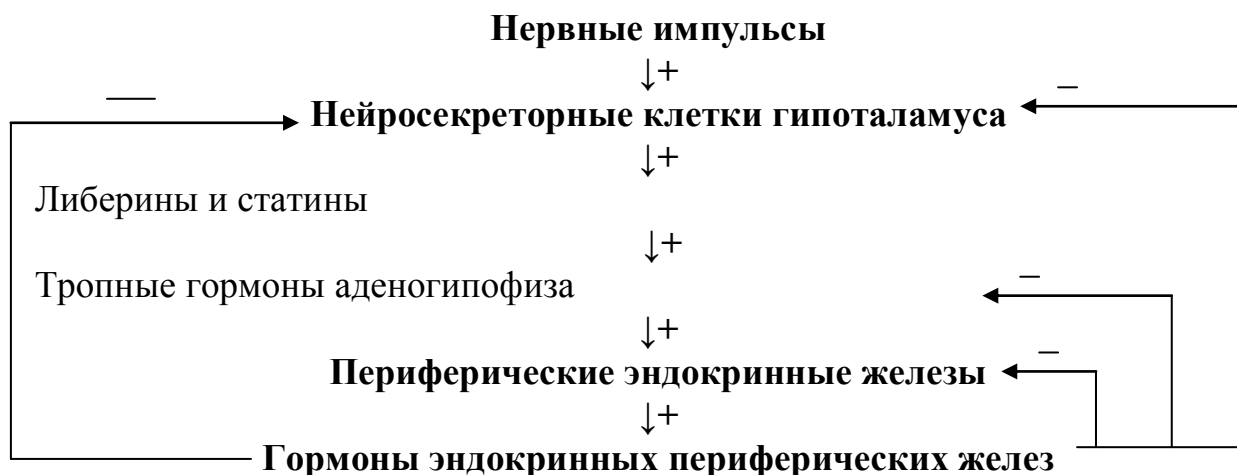 Нервные импульсы
↓+
Нейросекреторные клетки гипоталамуса
↓+
Либерины и статины
↓+
Тропные гормоны аденогипофиза
↓+
Периферические эндокринные железы
↓+
Гормоны эндокринных периферических желез